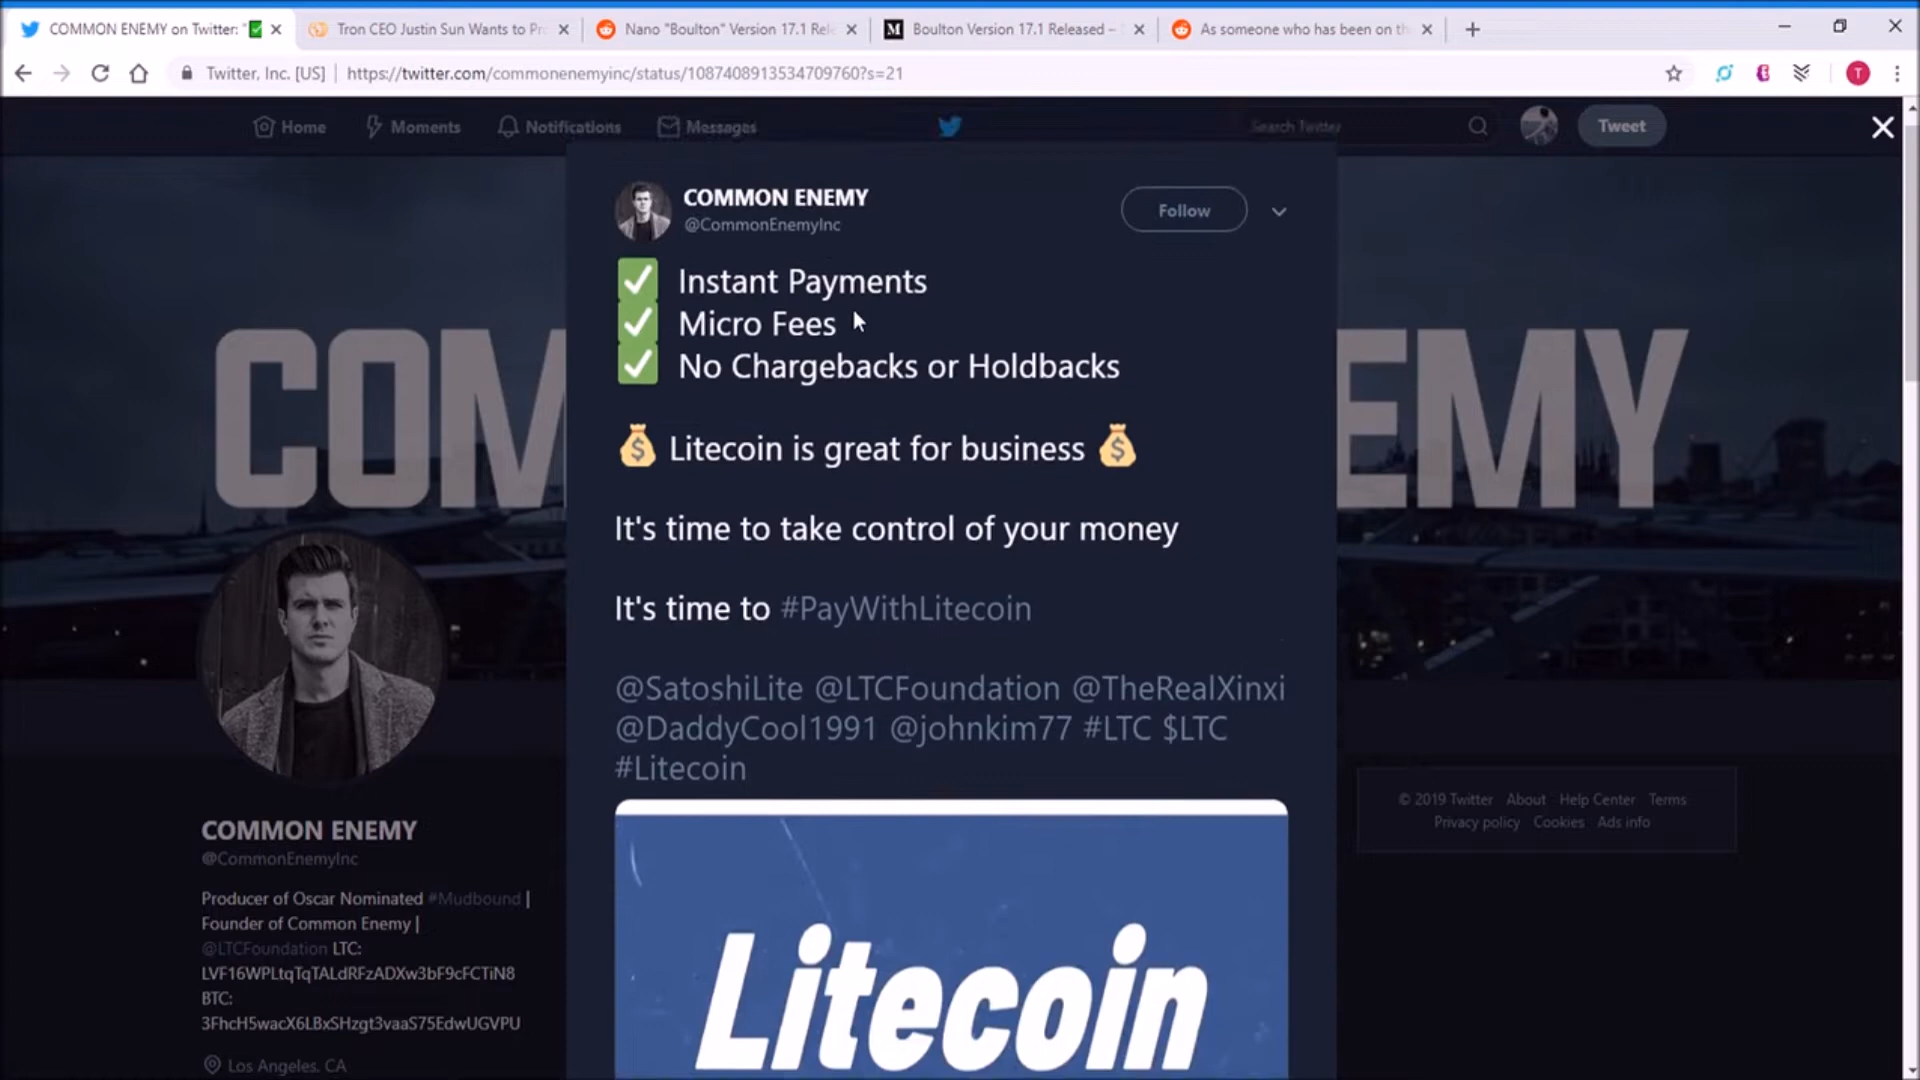 COMMON ENEMY on Twitter: "✅
Tron CEO Justin Sun Wants to Pr
Nano "Boulton" Version 17.1 Rel
Boulton Version 17.1 Released –
As someone who has been on th
Twitter, Inc. [US] | https://twitter.com/commonenemyinc/status/1087408913534709760?s=21
T
Home Moments Notifications Messages Search Twitter Tweet
COM
EMY
COMMON ENEMY
@CommonEnemyInc
Follow
✅ Instant Payments
✅ Micro Fees
✅ No Chargebacks or Holdbacks
💰 Litecoin is great for business 💰
It's time to take control of your money
It's time to #PayWithLitecoin
@SatoshiLite @LTCFoundation @TheRealXinxi
@DaddyCool1991 @johnkim77 #LTC $LTC
#Litecoin
Litecoin
COMMON ENEMY
@CommonEnemyInc
Producer of Oscar Nominated #Mudbound |
Founder of Common Enemy |
@LTCFoundation LTC:
LVF16WPLtqTqTALdRFzADXw3bF9cFCTiN8
BTC:
3FhcH5wacX6LBxSHzgt3vaaS75EdwUGVPU
Los Angeles, CA
© 2019 Twitter About Help Center Terms
Privacy policy Cookies Ads info